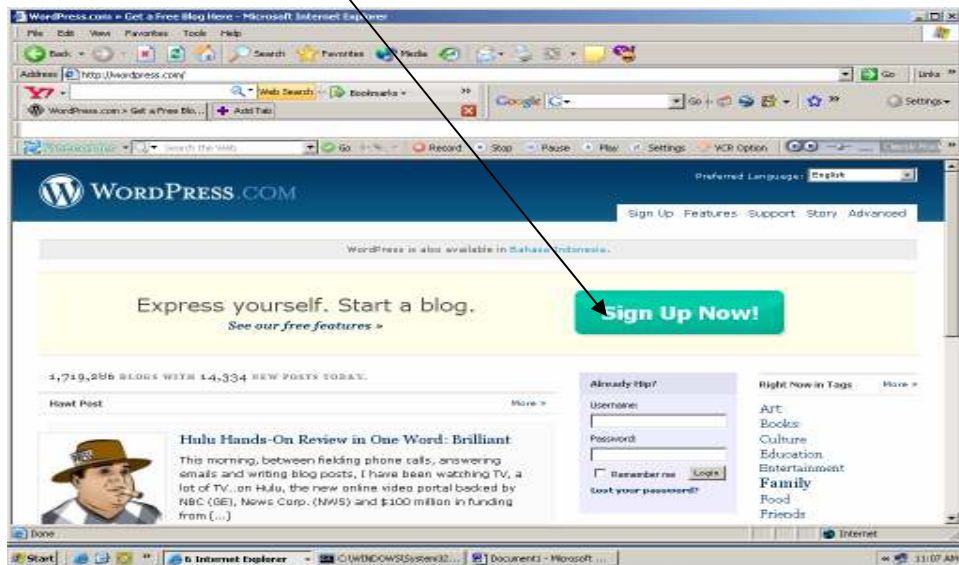 WordPress.com » Get a Free Blog Here - Microsoft Internet Explorer
File Edit View Favorites Tools Help
Back Search Favorites Media
Address http://wordpress.com/ Go Links »
Y7 Web Search Bookmarks »
WordPress.com » Get a Free Blo... Add Tab Google G Go Settings
Search the Web Go Record Stop Pause Play Settings VCR Option
WORDPRESS.COM
Preferred Language: English
Sign Up Features Support Story Advanced
WordPress is also available in Bahasa Indonesia.
Express yourself. Start a blog.
See our free features »
Sign Up Now!
1,719,286 BLOGS WITH 14,334 NEW POSTS TODAY.
Hawt Post More »
Hulu Hands-On Review in One Word: Brilliant
This morning, between fielding phone calls, answering
emails and writing blog posts, I have been watching TV, a
lot of TV...on Hulu, the new online video portal backed by
NBC (GE), News Corp. (NWS) and $100 million in funding
from [...]
Already Hip?
Username:
Password:
Remember me Login
Lost your password?
Right Now in Tags More »
Art
Books
Culture
Education
Entertainment
Family
Food
Friends
Done Internet
Start 6 Internet Explorer C:\WINDOWS\System32... Document1 - Microsoft ... 11:07 AM